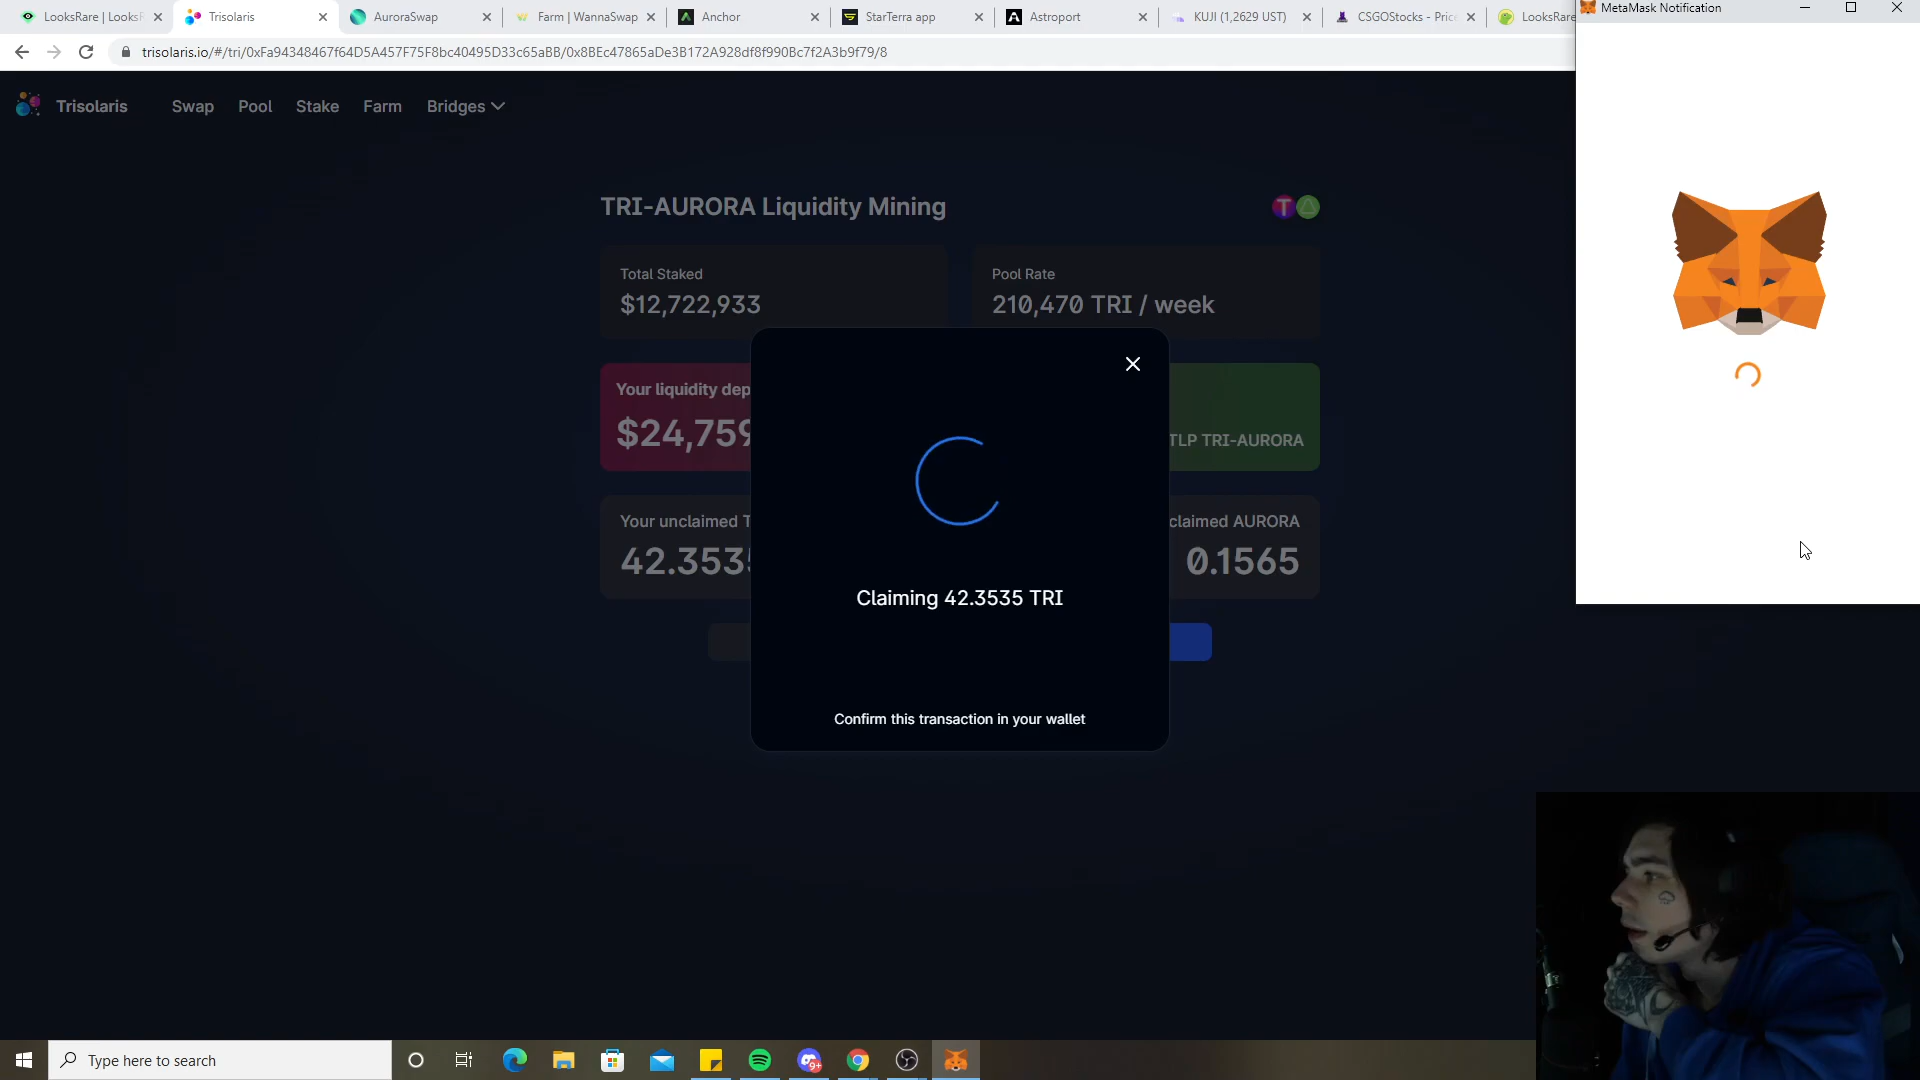 LooksRare | LooksR
Trisolaris
AuroraSwap
Farm | WannaSwap
Anchor
StarTerra app
Astroport
KUJI (1,2629 UST)
CSGOStocks - Price
LooksRare
MetaMask Notification
trisolaris.io/#/tri/0xFa94348467f64D5A457F75F8bc40495D33c65aBB/0x8BEc47865aDe3B172A928df8f990Bc7f2A3b9f79/8
Trisolaris
Swap
Pool
Stake
Farm
Bridges
TRI-AURORA Liquidity Mining
T
Total Staked
$12,722,933
Pool Rate
210,470 TRI / week
Your liquidity dep
$24,759
TLP TRI-AURORA
Your unclaimed T
42.3535
claimed AURORA
0.1565
Claiming 42.3535 TRI
Confirm this transaction in your wallet
Type here to search
9+